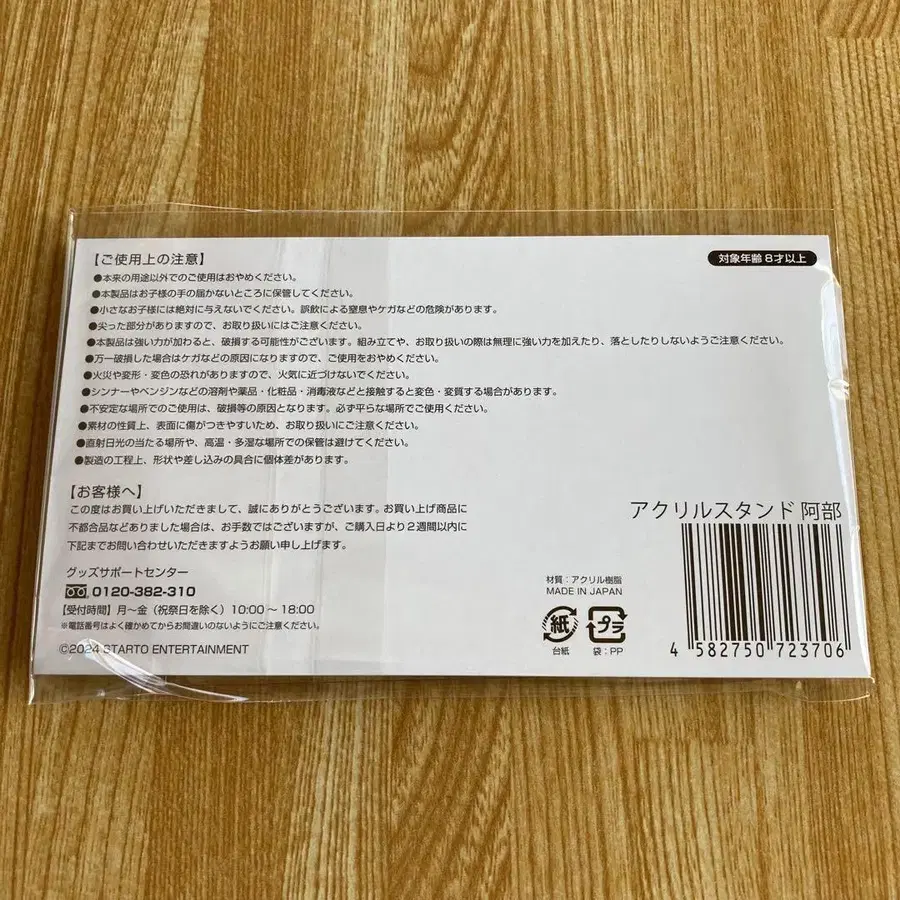 【ご使用上の注意】
対象年齢 8才以上
●本来の用途以外でのご使用はおやめください。
●本製品はお子様の手の届かないところに保管してください。
●小さなお子様には絶対に与えないでください。誤飲による窒息やケガなどの危険があります。
●尖った部分がありますので、お取り扱いにはご注意ください。
●本製品は強い力が加わると、破損する可能性がございます。組み立てや、お取り扱いの際は無理に強い力を加えたり、落としたりしないようご注意ください。
●万一破損した場合はケガなどの原因になりますので、ご使用をおやめください。
●火災や変形・変色の恐れがありますので、火気に近づけないでください。
●シンナーやベンジンなどの溶剤や薬品・化粧品・消毒液などと接触すると変色・変質する場合があります。
●不安定な場所でのご使用は、破損等の原因となります。必ず平らな場所でご使用ください。
●素材の性質上、表面に傷がつきやすいため、お取り扱いにご注意ください。
●直射日光の当たる場所や、高温・多湿な場所での保管は避けてください。
●製造の工程上、形状や差し込みの具合に個体差があります。
【お客様へ】
この度はお買い上げいただきまして、誠にありがとうございます。お買い上げ商品に
不都合品などありました場合は、お手数ではございますが、ご購入日より2週間以内に
下記までお問い合わせいただきますようお願い申し上げます。
グッズサポートセンター
0120-382-310
【受付時間】月〜金（祝祭日を除く）10:00〜18:00
※電話番号はよく確かめてからお間違いのないようにご注意ください。
©2024 STARTO ENTERTAINMENT
材質：アクリル樹脂
MADE IN JAPAN
紙
台紙
プラ
袋：PP
アクリルスタンド 阿部
4 582750 723706